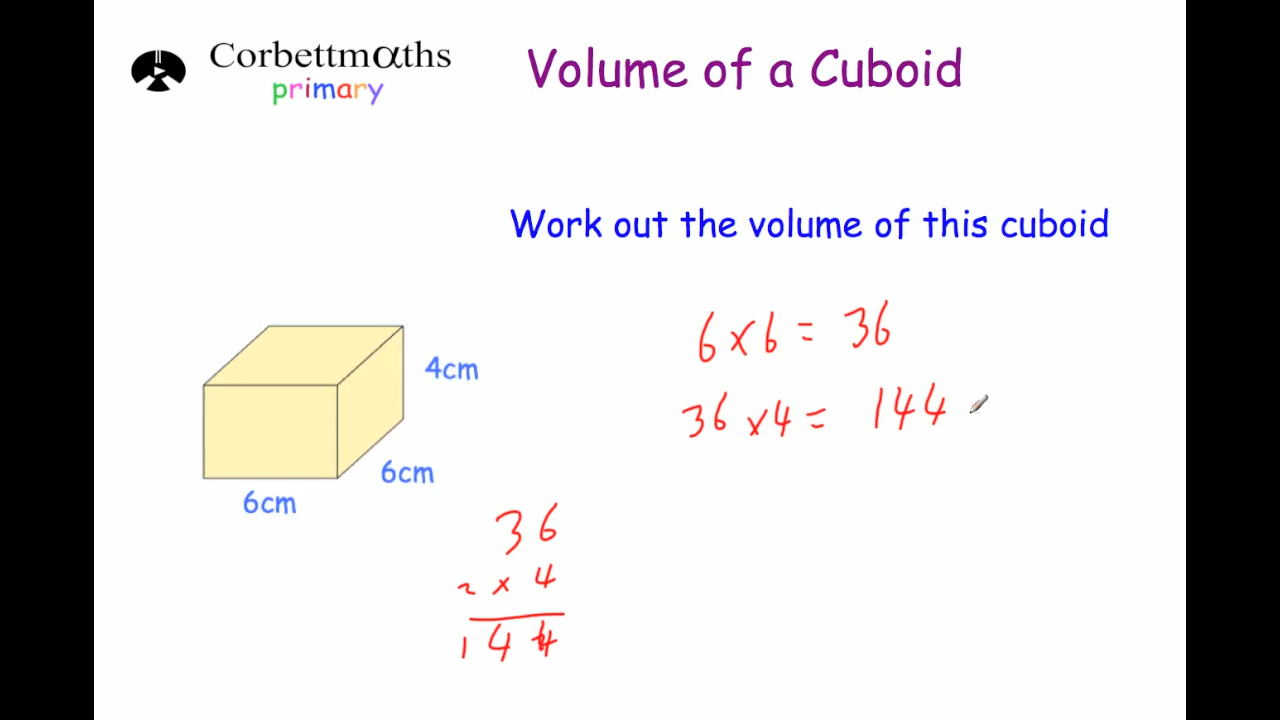 Corbettmαths
primary
Volume of a Cuboid
Work out the volume of this cuboid
6 x 6 = 36
36 x 4 = 144
4cm
6cm
6cm
36
2 x 4
144